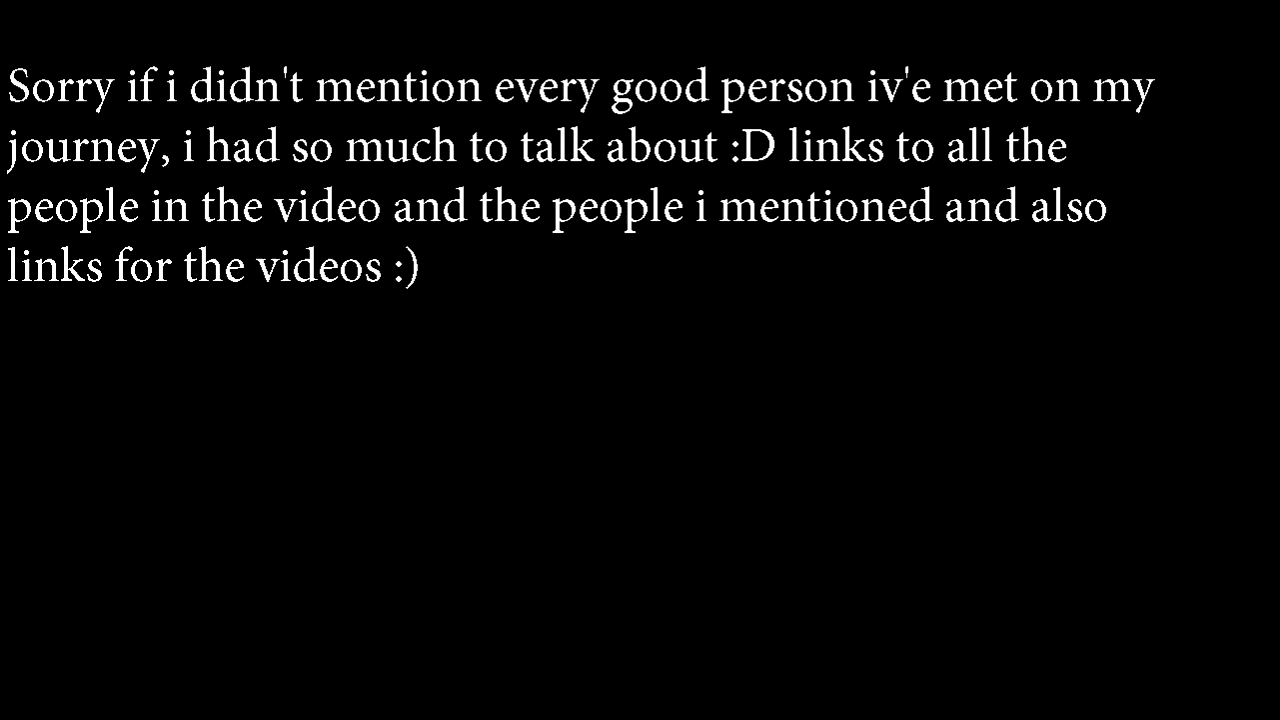 Sorry if i didn't mention every good person iv'e met on my
journey, i had so much to talk about :D links to all the
people in the video and the people i mentioned and also
links for the videos :)